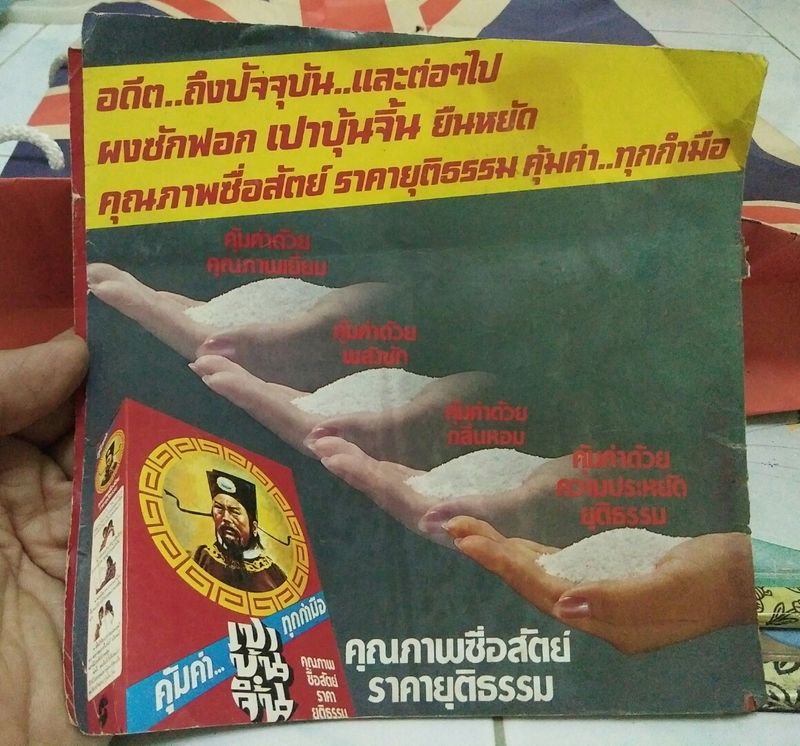 อดีต..ถึงปัจจุบัน..และต่อๆไป
ผงซักฟอก เปาบุ้นจิ้น ยืนหยัด
คุณภาพซื่อสัตย์ ราคายุติธรรม คุ้มค่า..ทุกกำมือ
คุ้มค่าด้วย
คุณภาพเยี่ยม
คุ้มค่าด้วย
พลังซัก
คุ้มค่าด้วย
กลิ่นหอม
คุ้มค่าด้วย
ความประหยัด
ยุติธรรม
คุ้มค่า...
ทุกกำมือ
เปา
บุ้น
จิ้น
คุณภาพ
ซื่อสัตย์
ราคา
ยุติธรรม
คุณภาพซื่อสัตย์
ราคายุติธรรม